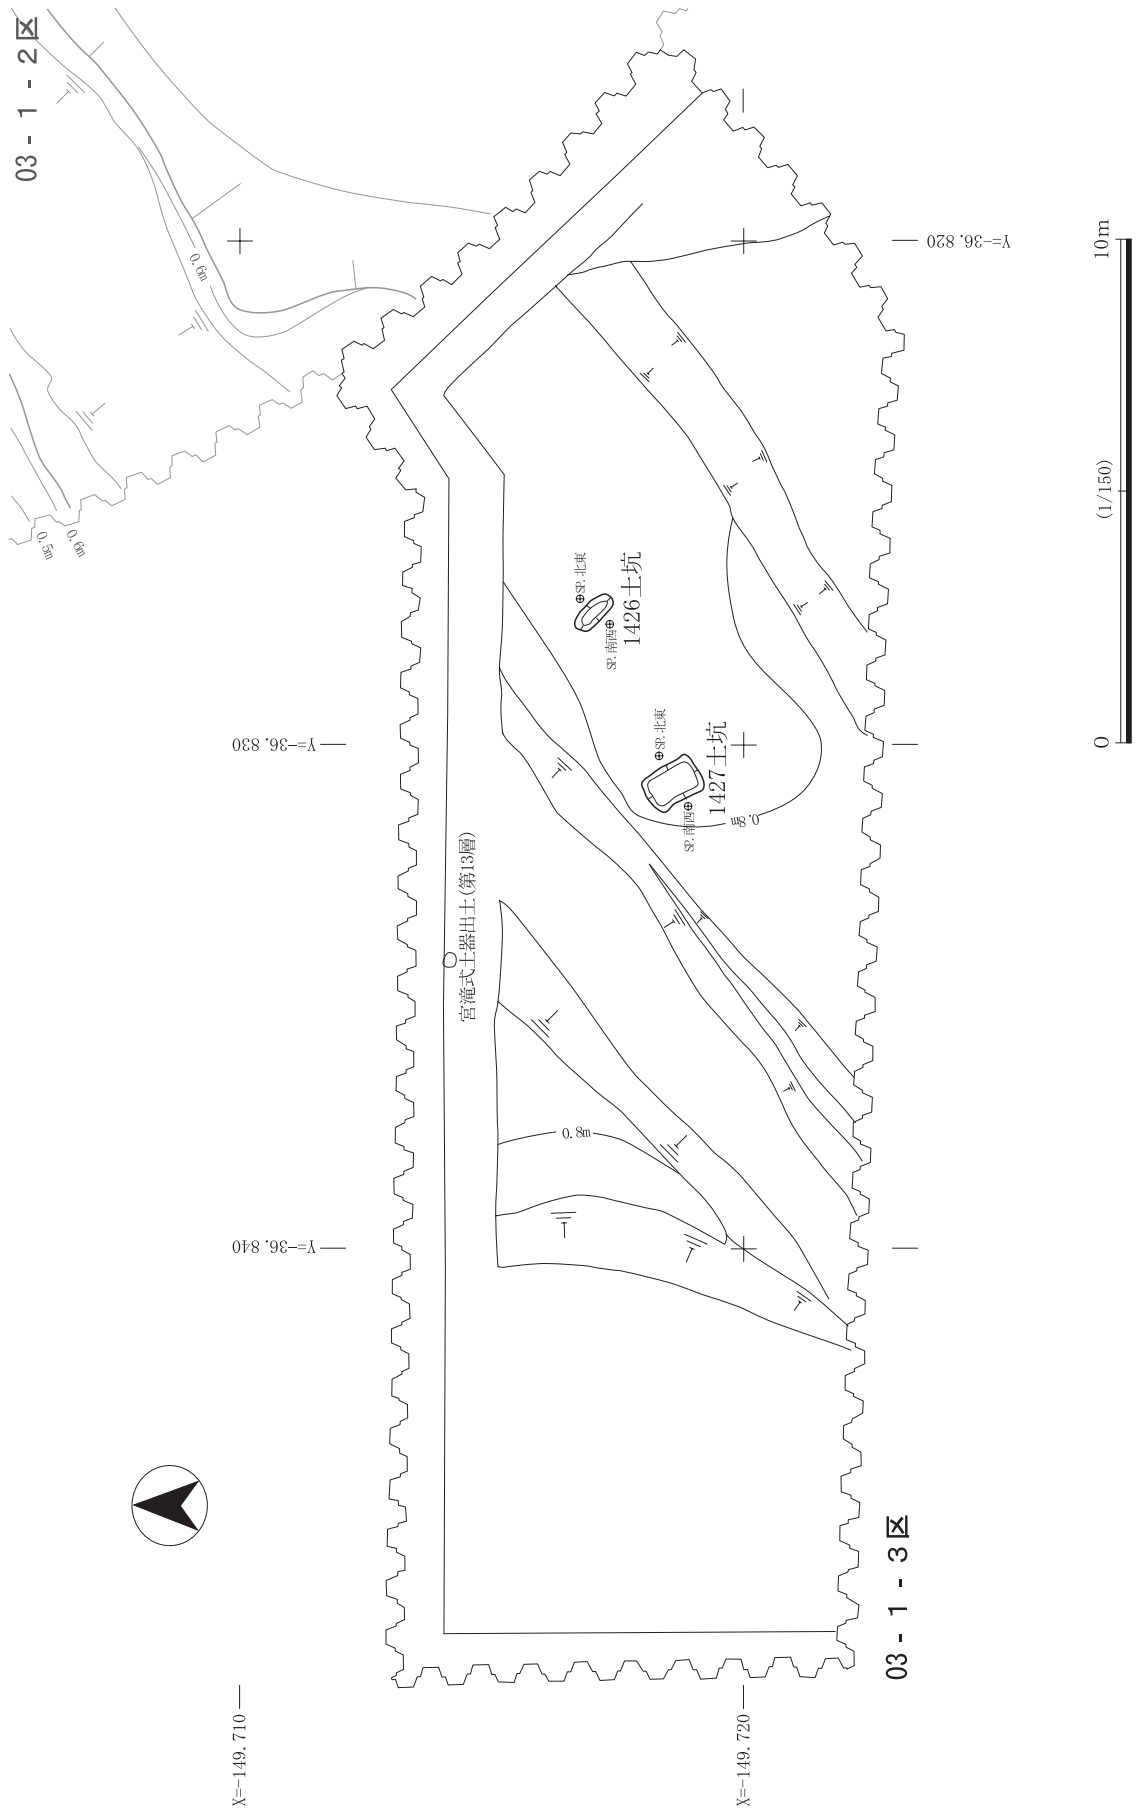 03 - 1 - 2区
0.6m
0.5m
0.6m
Y=-36.820
10m
(1/150)
0
SP.北東
1426土坑
SP.南西
Y=-36.830
SP.北東
1427土坑
SP.南西
0.8m
宮滝式土器出土(第13層)
0.8m
Y=-36.840
03 - 1 - 3区
X=-149.710
X=-149.720